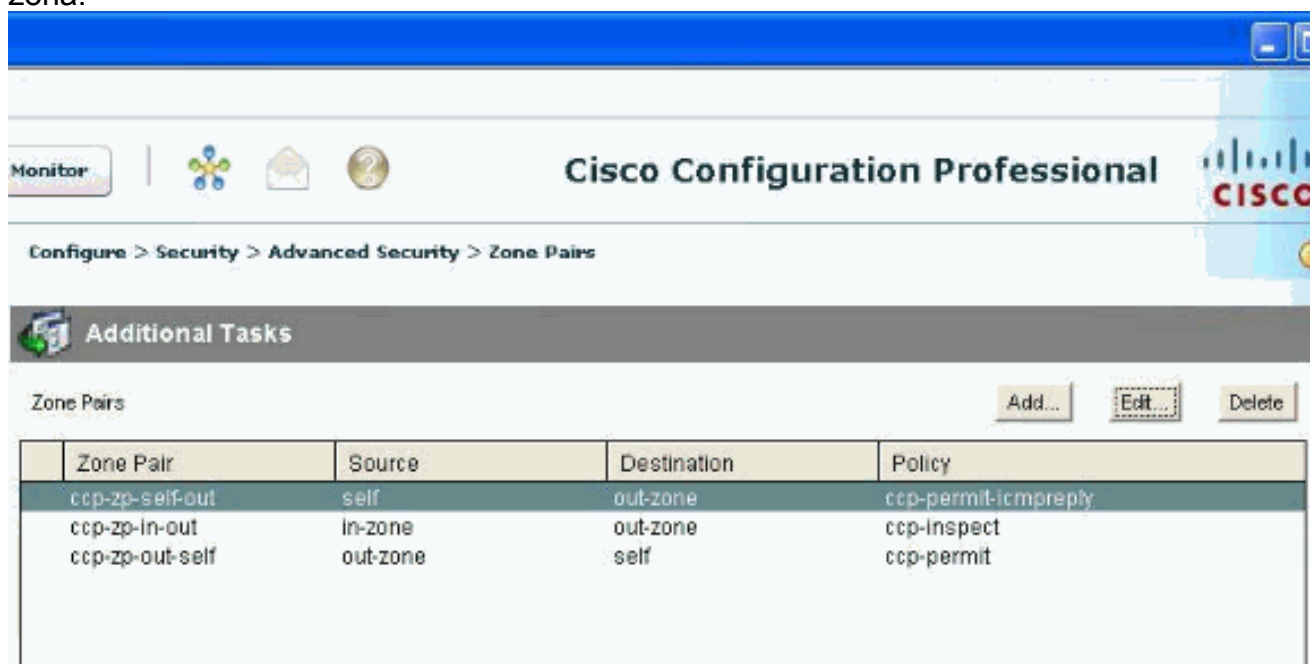 zona.
Monitor
Cisco Configuration Professional
CISCO
Configure > Security > Advanced Security > Zone Pairs
Additional Tasks
Zone Pairs
Add...
Edit...
Delete
Zone Pair Source Destination Policy
ccp-zp-self-out self out-zone ccp-permit-icmpreply
ccp-zp-in-out in-zone out-zone ccp-inspect
ccp-zp-out-self out-zone self ccp-permit